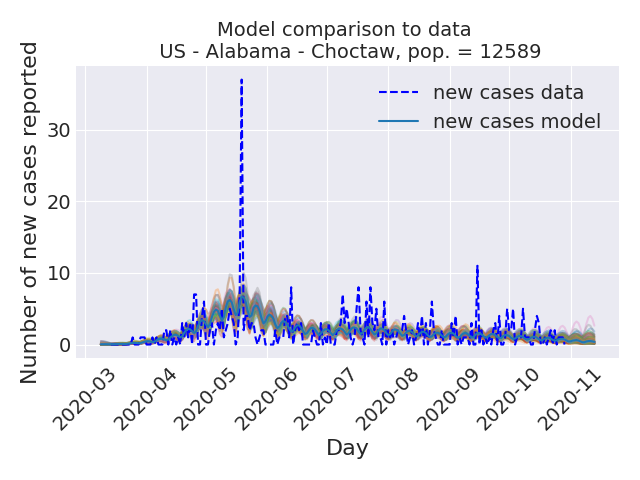 Model comparison to data
US - Alabama - Choctaw, pop. = 12589
new cases data
new cases model
Number of new cases reported
30
20
10
0
2020-03
2020-04
2020-05
2020-06
2020-07
2020-08
2020-09
2020-10
2020-11
Day